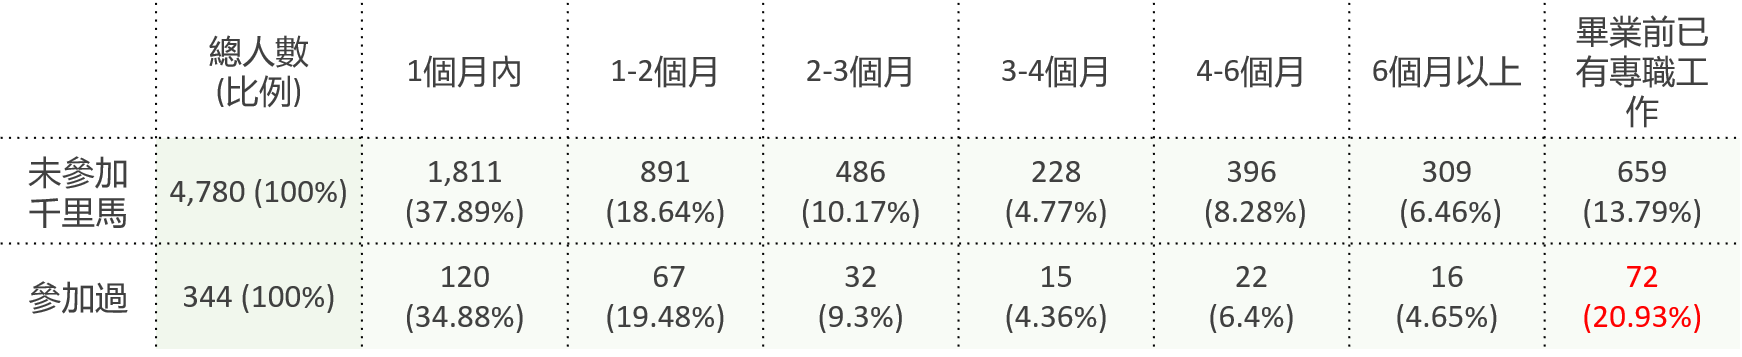 總人數
(比例)
1個月內
1-2個月
2-3個月
3-4個月
4-6個月
6個月以上
畢業前已
有專職工
作
未參加
千里馬
4,780 (100%)
1,811
(37.89%)
891
(18.64%)
486
(10.17%)
228
(4.77%)
396
(8.28%)
309
(6.46%)
659
(13.79%)
參加過
344 (100%)
120
(34.88%)
67
(19.48%)
32
(9.3%)
15
(4.36%)
22
(6.4%)
16
(4.65%)
72
(20.93%)